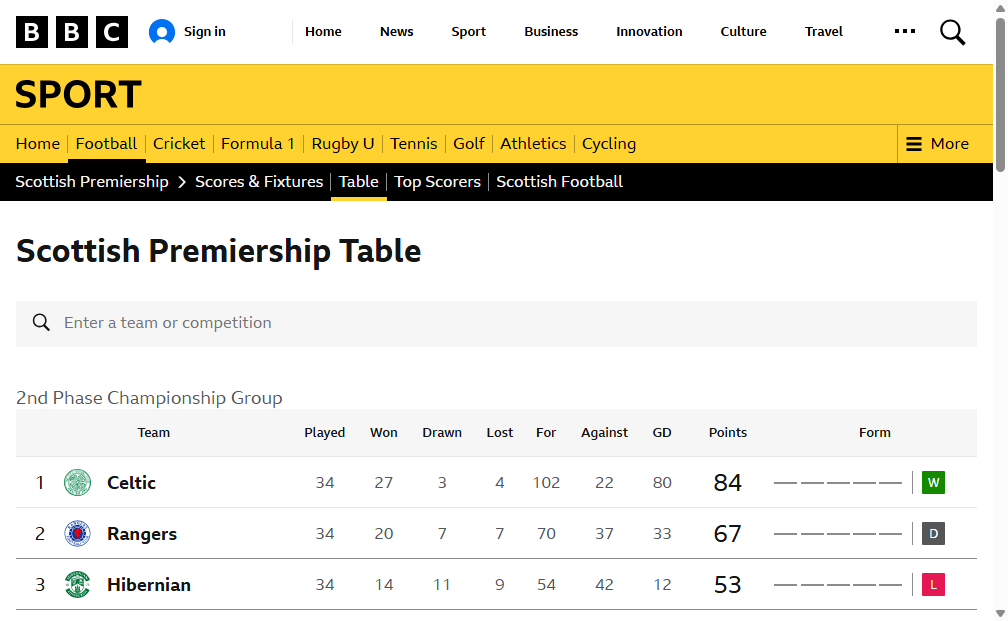 BBC Sign in Home News Sport Business Innovation Culture Travel
SPORT
Home Football Cricket Formula 1 Rugby U Tennis Golf Athletics Cycling More
Scottish Premiership Scores & Fixtures Table Top Scorers Scottish Football
Scottish Premiership Table
Enter a team or competition
2nd Phase Championship Group
Team Played Won Drawn Lost For Against GD Points Form
1 Celtic 34 27 3 4 102 22 80 84 W
2 Rangers 34 20 7 7 70 37 33 67 D
3 Hibernian 34 14 11 9 54 42 12 53 L